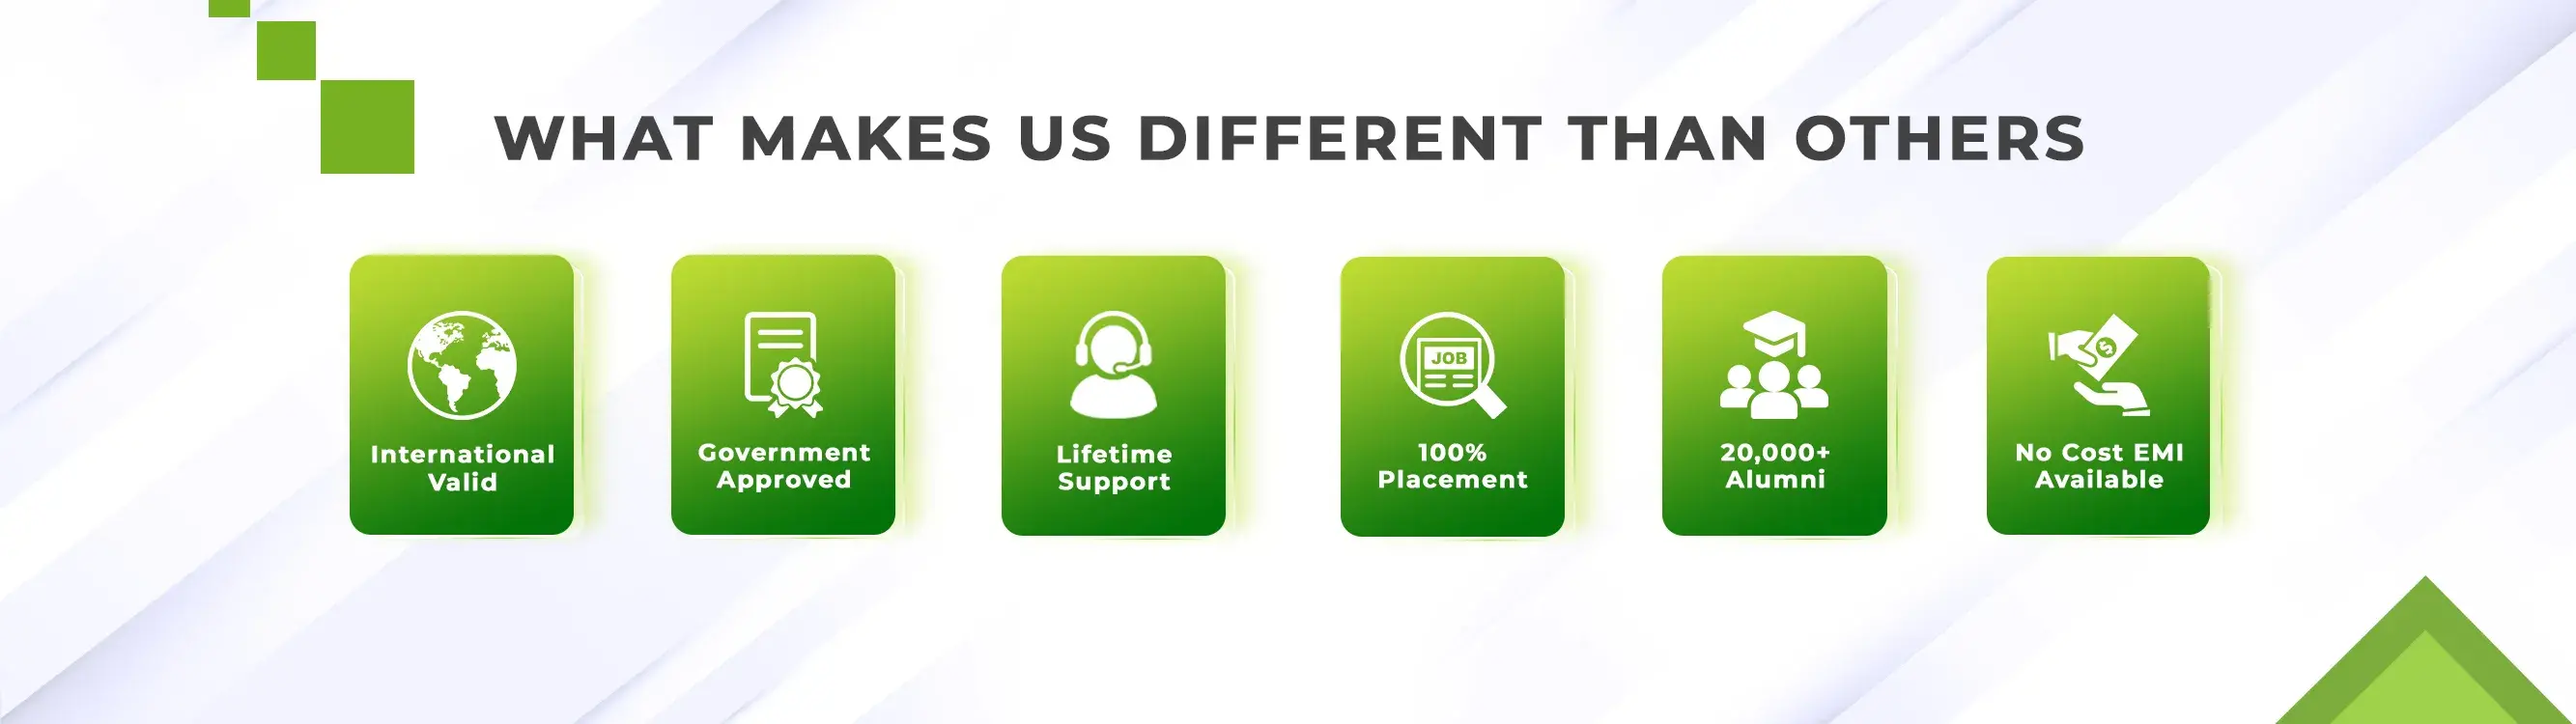 WHAT MAKES US DIFFERENT THAN OTHERS
International
Valid
Government
Approved
Lifetime
Support
JOB
100%
Placement
20,000+
Alumni
$
No Cost EMI
Available